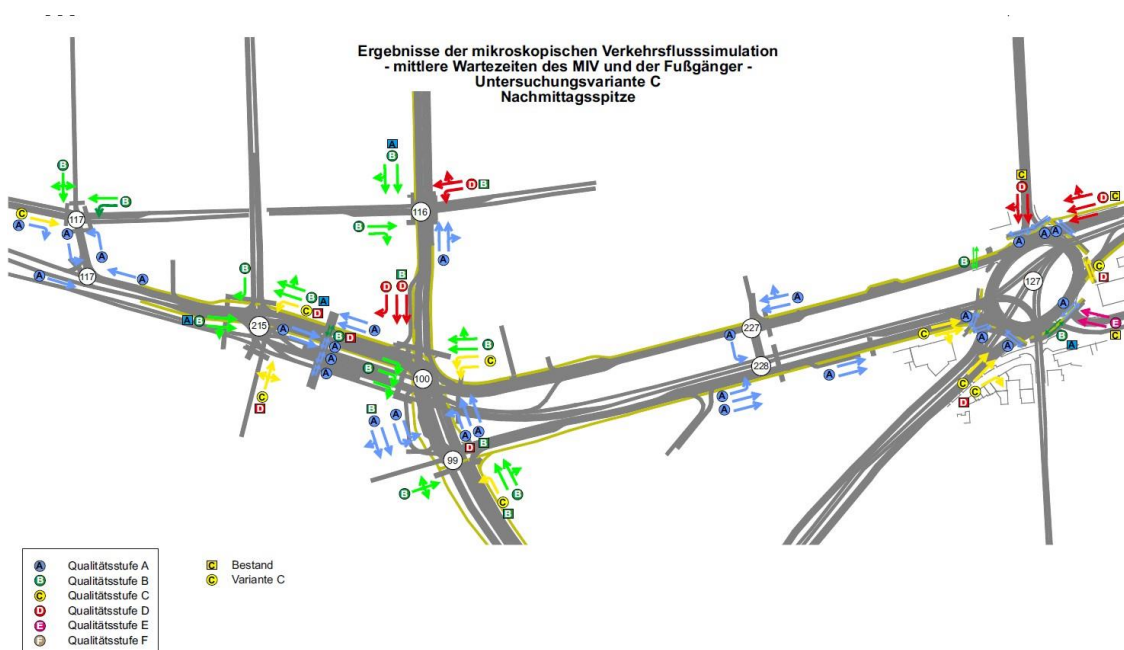 Ergebnisse der mikroskopischen Verkehrsflusssimulation
- mittlere Wartezeiten des MIV und der Fußgänger -
Untersuchungsvariante C
Nachmittagsspitze
A
B
B
D B
B
C
B
A
117
A
A
116
B
A
C
D
D C
A
A
A
B
127
C
D
117
A
A
B
B
D D
B A
C D
A
A B
215
A
A
B D
A
A
A
B
B
C
100
A
227
A
228
A
A
A
A
C
A
A
A
E
C
B
A
C
C
D
C
D
B
A
A
A
A
A
D B
99
B
B
C
B
A Qualitätsstufe A
B Qualitätsstufe B
C Qualitätsstufe C
D Qualitätsstufe D
E Qualitätsstufe E
F Qualitätsstufe F
C Bestand
C Variante C